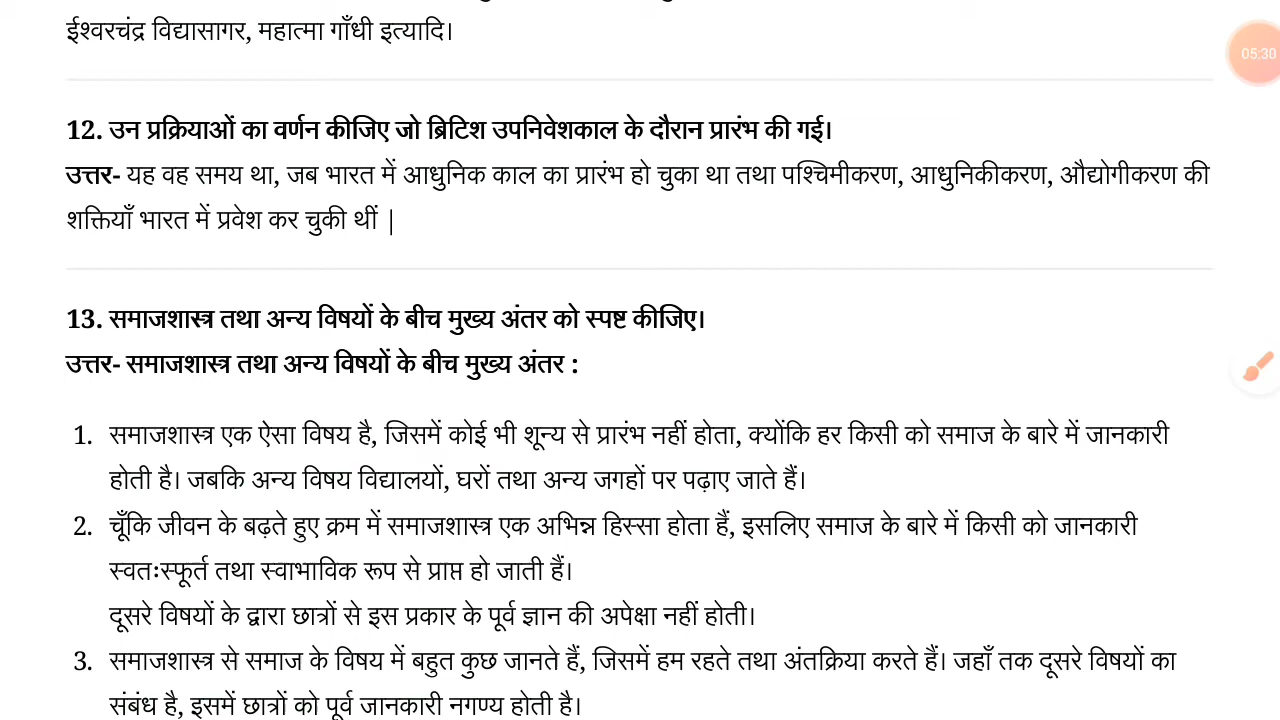 ईश्वरचंद्र विद्यासागर, महात्मा गाँधी इत्यादि।
05:30
12. उन प्रक्रियाओं का वर्णन कीजिए जो ब्रिटिश उपनिवेशकाल के दौरान प्रारंभ की गई।
उत्तर- यह वह समय था, जब भारत में आधुनिक काल का प्रारंभ हो चुका था तथा पश्चिमीकरण, आधुनिकीकरण, औद्योगीकरण की
शक्तियाँ भारत में प्रवेश कर चुकी थीं |
13. समाजशास्त्र तथा अन्य विषयों के बीच मुख्य अंतर को स्पष्ट कीजिए।
उत्तर- समाजशास्त्र तथा अन्य विषयों के बीच मुख्य अंतर :
1. समाजशास्त्र एक ऐसा विषय है, जिसमें कोई भी शून्य से प्रारंभ नहीं होता, क्योंकि हर किसी को समाज के बारे में जानकारी
होती है। जबकि अन्य विषय विद्यालयों, घरों तथा अन्य जगहों पर पढ़ाए जाते हैं।
2. चूँकि जीवन के बढ़ते हुए क्रम में समाजशास्त्र एक अभिन्न हिस्सा होता हैं, इसलिए समाज के बारे में किसी को जानकारी
स्वतःस्फूर्त तथा स्वाभाविक रूप से प्राप्त हो जाती हैं।
दूसरे विषयों के द्वारा छात्रों से इस प्रकार के पूर्व ज्ञान की अपेक्षा नहीं होती।
3. समाजशास्त्र से समाज के विषय में बहुत कुछ जानते हैं, जिसमें हम रहते तथा अंतक्रिया करते हैं। जहाँ तक दूसरे विषयों का
संबंध है, इसमें छात्रों को पूर्व जानकारी नगण्य होती है।